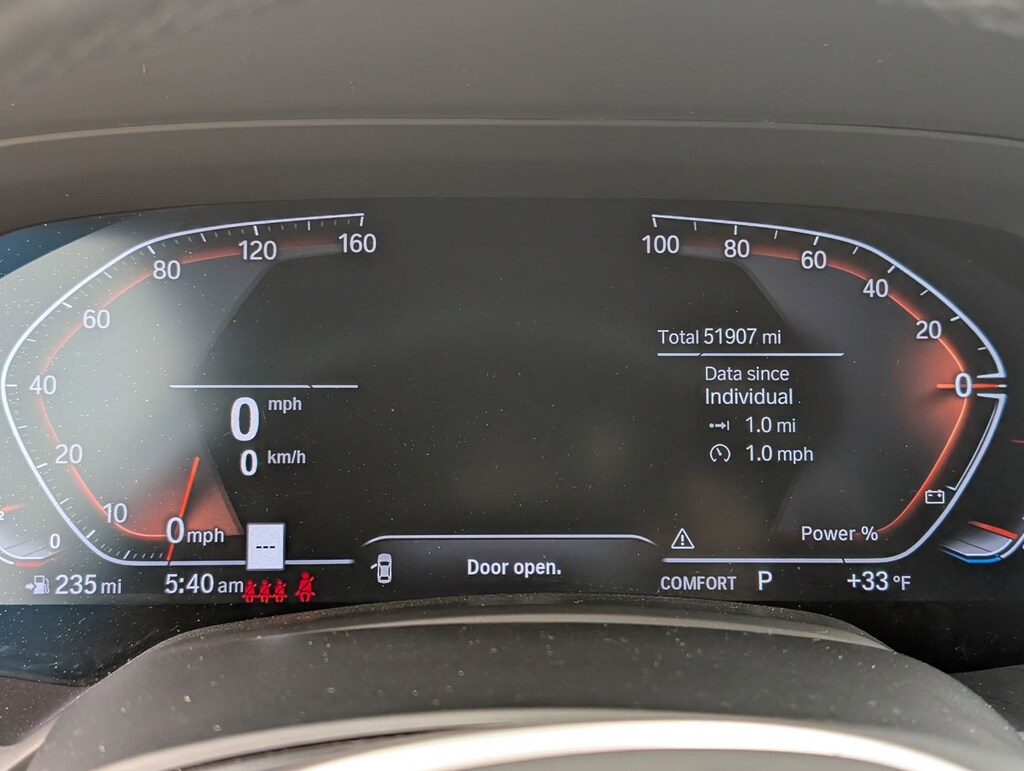 160
120
80
60
40
20
10
0 mph
0 mph
0 km/h
100
80
60
40
20
0
Total 51907 mi
Data since
Individual
1.0 mi
1.0 mph
Power %
0
---
235 mi
5:40 am
Door open.
COMFORT P
+33 °F